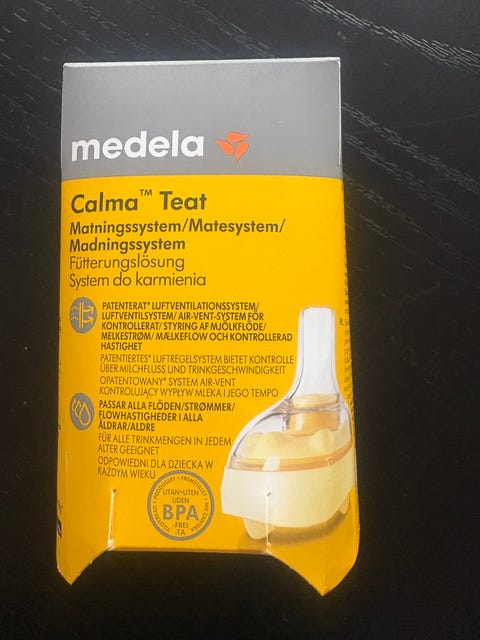 medela
Calma™ Teat
Matningssystem/Matesystem/
Madningssystem
Fütterungslösung
System do karmienia
PATENTERAT* LUFTVENTILATIONSSYSTEM/
LUFTVENTILSYSTEM/ AIR-VENT-SYSTEM FÖR
KONTROLLERAT/ STYRING AF MJÖLKFLÖDE/
MELKESTRØM/ MÆLKEFLOW OCH KONTROLLERAD
HASTIGHET
PATENTIERTES* LUFTREGELSYSTEM BIETET KONTROLLE
ÜBER MILCHFLUSS UND TRINKGESCHWINDIGKEIT
OPATENTOWANY* SYSTEM AIR-VENT
KONTROLUJĄCY WYPŁYW MLEKA I JEGO TEMPO
PASSAR ALLA FLÖDEN/STRØMMER/
FLOWHASTIGHEDER I ALLA
ÅLDRAR/ALDRE
FÜR ALLE TRINKMENGEN IN JEDEM
ALTER GEEIGNET
ODPOWIEDNI DLA DZIECKA W
KAŻDYM WIEKU
PRODUSERT • FREMSTILLET
UTAN•UTEN
UDEN
BPA
-FREI